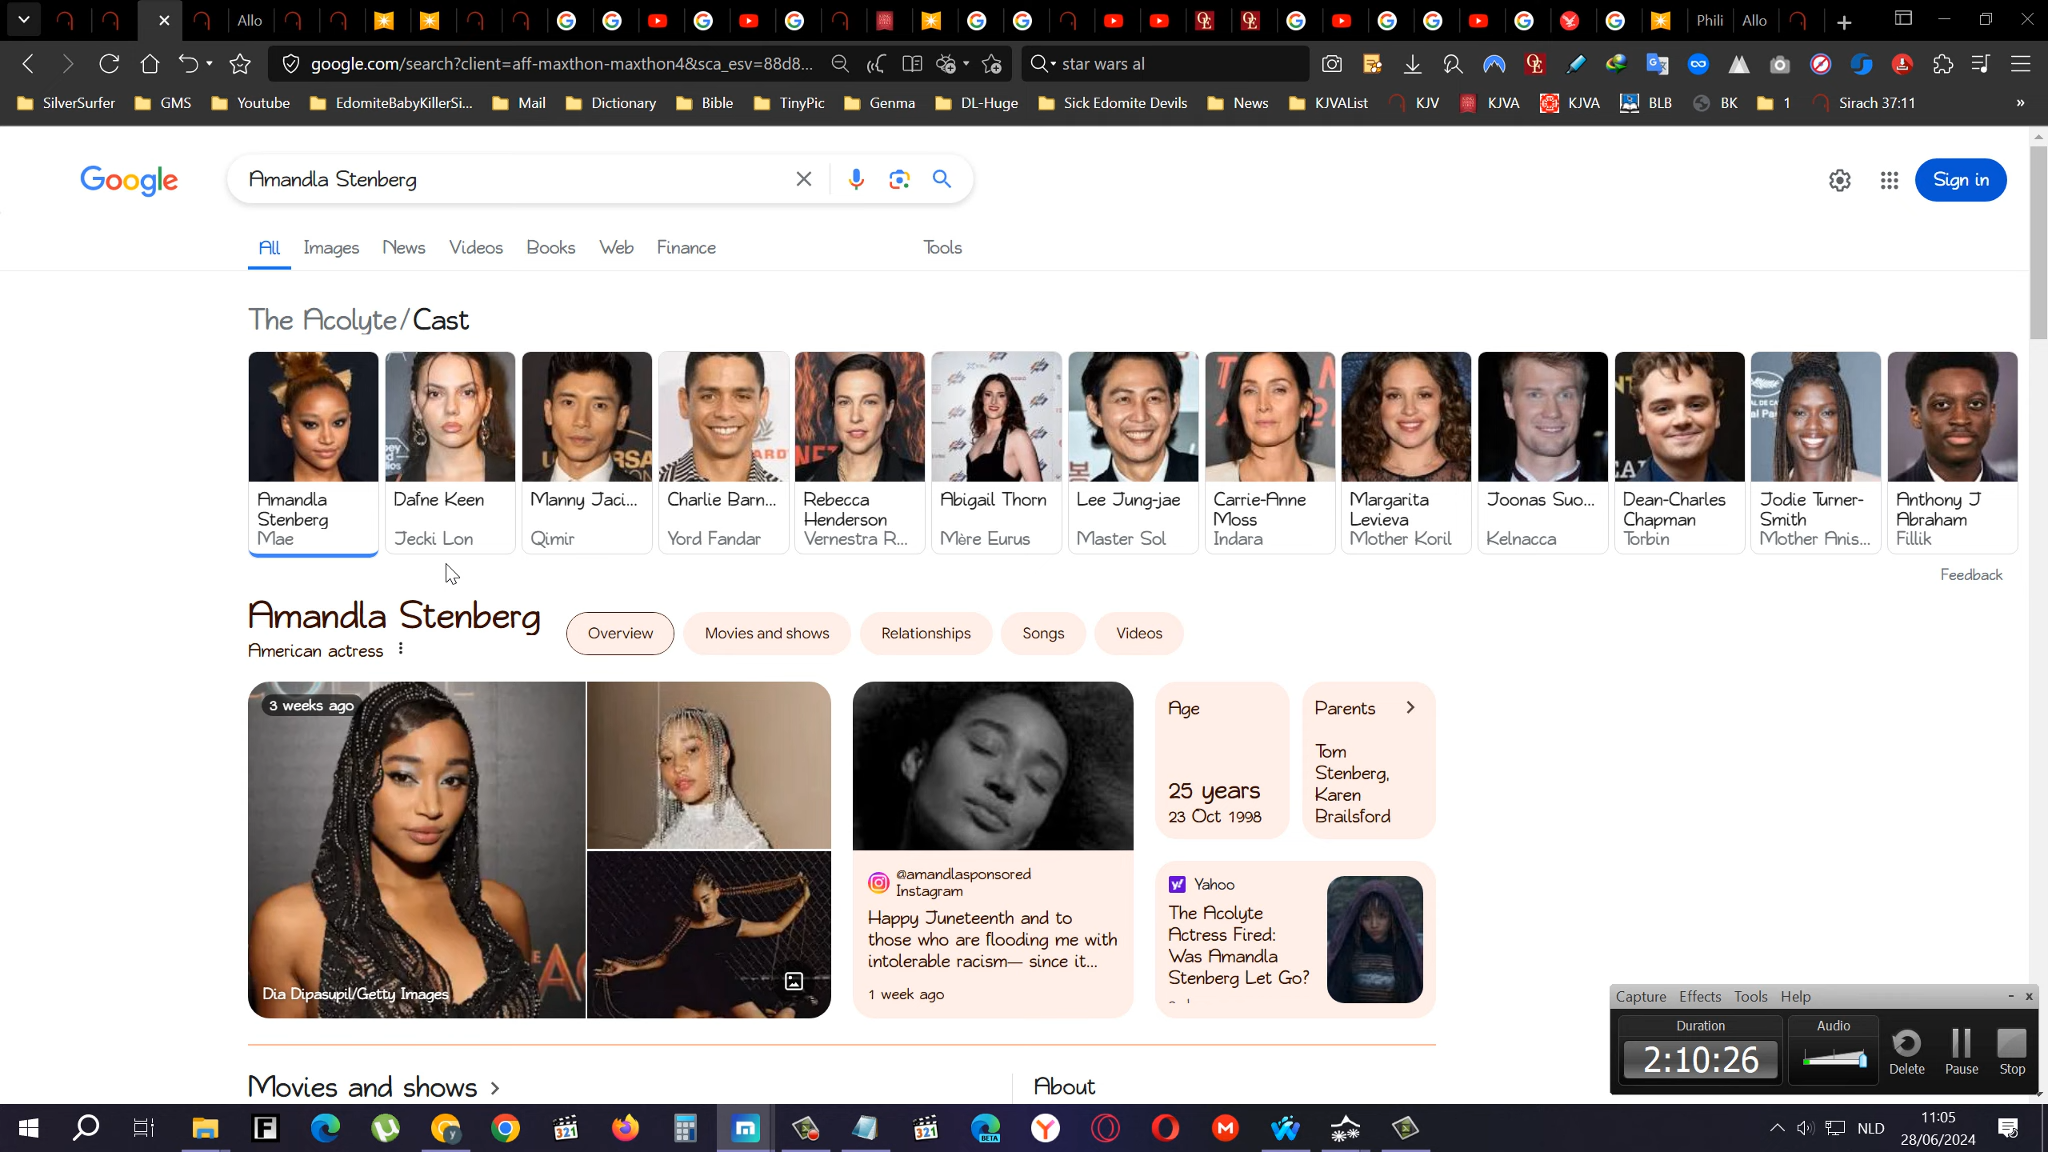 Allo
Phili
Allo
google.com/search?client=aff-maxthon-maxthon4&sca_esv=88d8...
star wars al
SilverSurfer
GMS
Youtube
EdomiteBabyKillerSi...
Mail
Dictionary
Bible
TinyPic
Genma
DL-Huge
Sick Edomite Devils
News
KJVAList
KJV
KJVA
KJVA
BLB
BK
1
Sirach 37:11
»
Google
Amandla Stenberg
Sign in
All
Images
News
Videos
Books
Web
Finance
Tools
The Acolyte/Cast
Amandla
Stenberg
Mae
Dafne Keen
Jecki Lon
Manny Jaci...
Qimir
Charlie Barn...
Yord Fandar
Rebecca
Henderson
Vernestra R...
Abigail Thorn
Mère Eurus
Lee Jung-jae
Master Sol
Carrie-Anne
Moss
Indara
Margarita
Levieva
Mother Koril
Joonas Suo...
Kelnacca
Dean-Charles
Chapman
Torbin
Jodie Turner-
Smith
Mother Anis...
Anthony J
Abraham
Fillik
Feedback
Amandla Stenberg
American actress
Overview
Movies and shows
Relationships
Songs
Videos
3 weeks ago
Dia Dipasupil/Getty Images
@amandlasponsored
Instagram
Happy Juneteenth and to
those who are flooding me with
intolerable racism— since it...
1 week ago
Age
25 years
23 Oct 1998
Parents
Tom
Stenberg,
Karen
Brailsford
Yahoo
The Acolyte
Actress Fired:
Was Amandla
Stenberg Let Go?
Movies and shows
About
Capture Effects Tools Help
Duration
2:10:26
Audio
Delete
Pause
Stop
NLD
11:05
28/06/2024